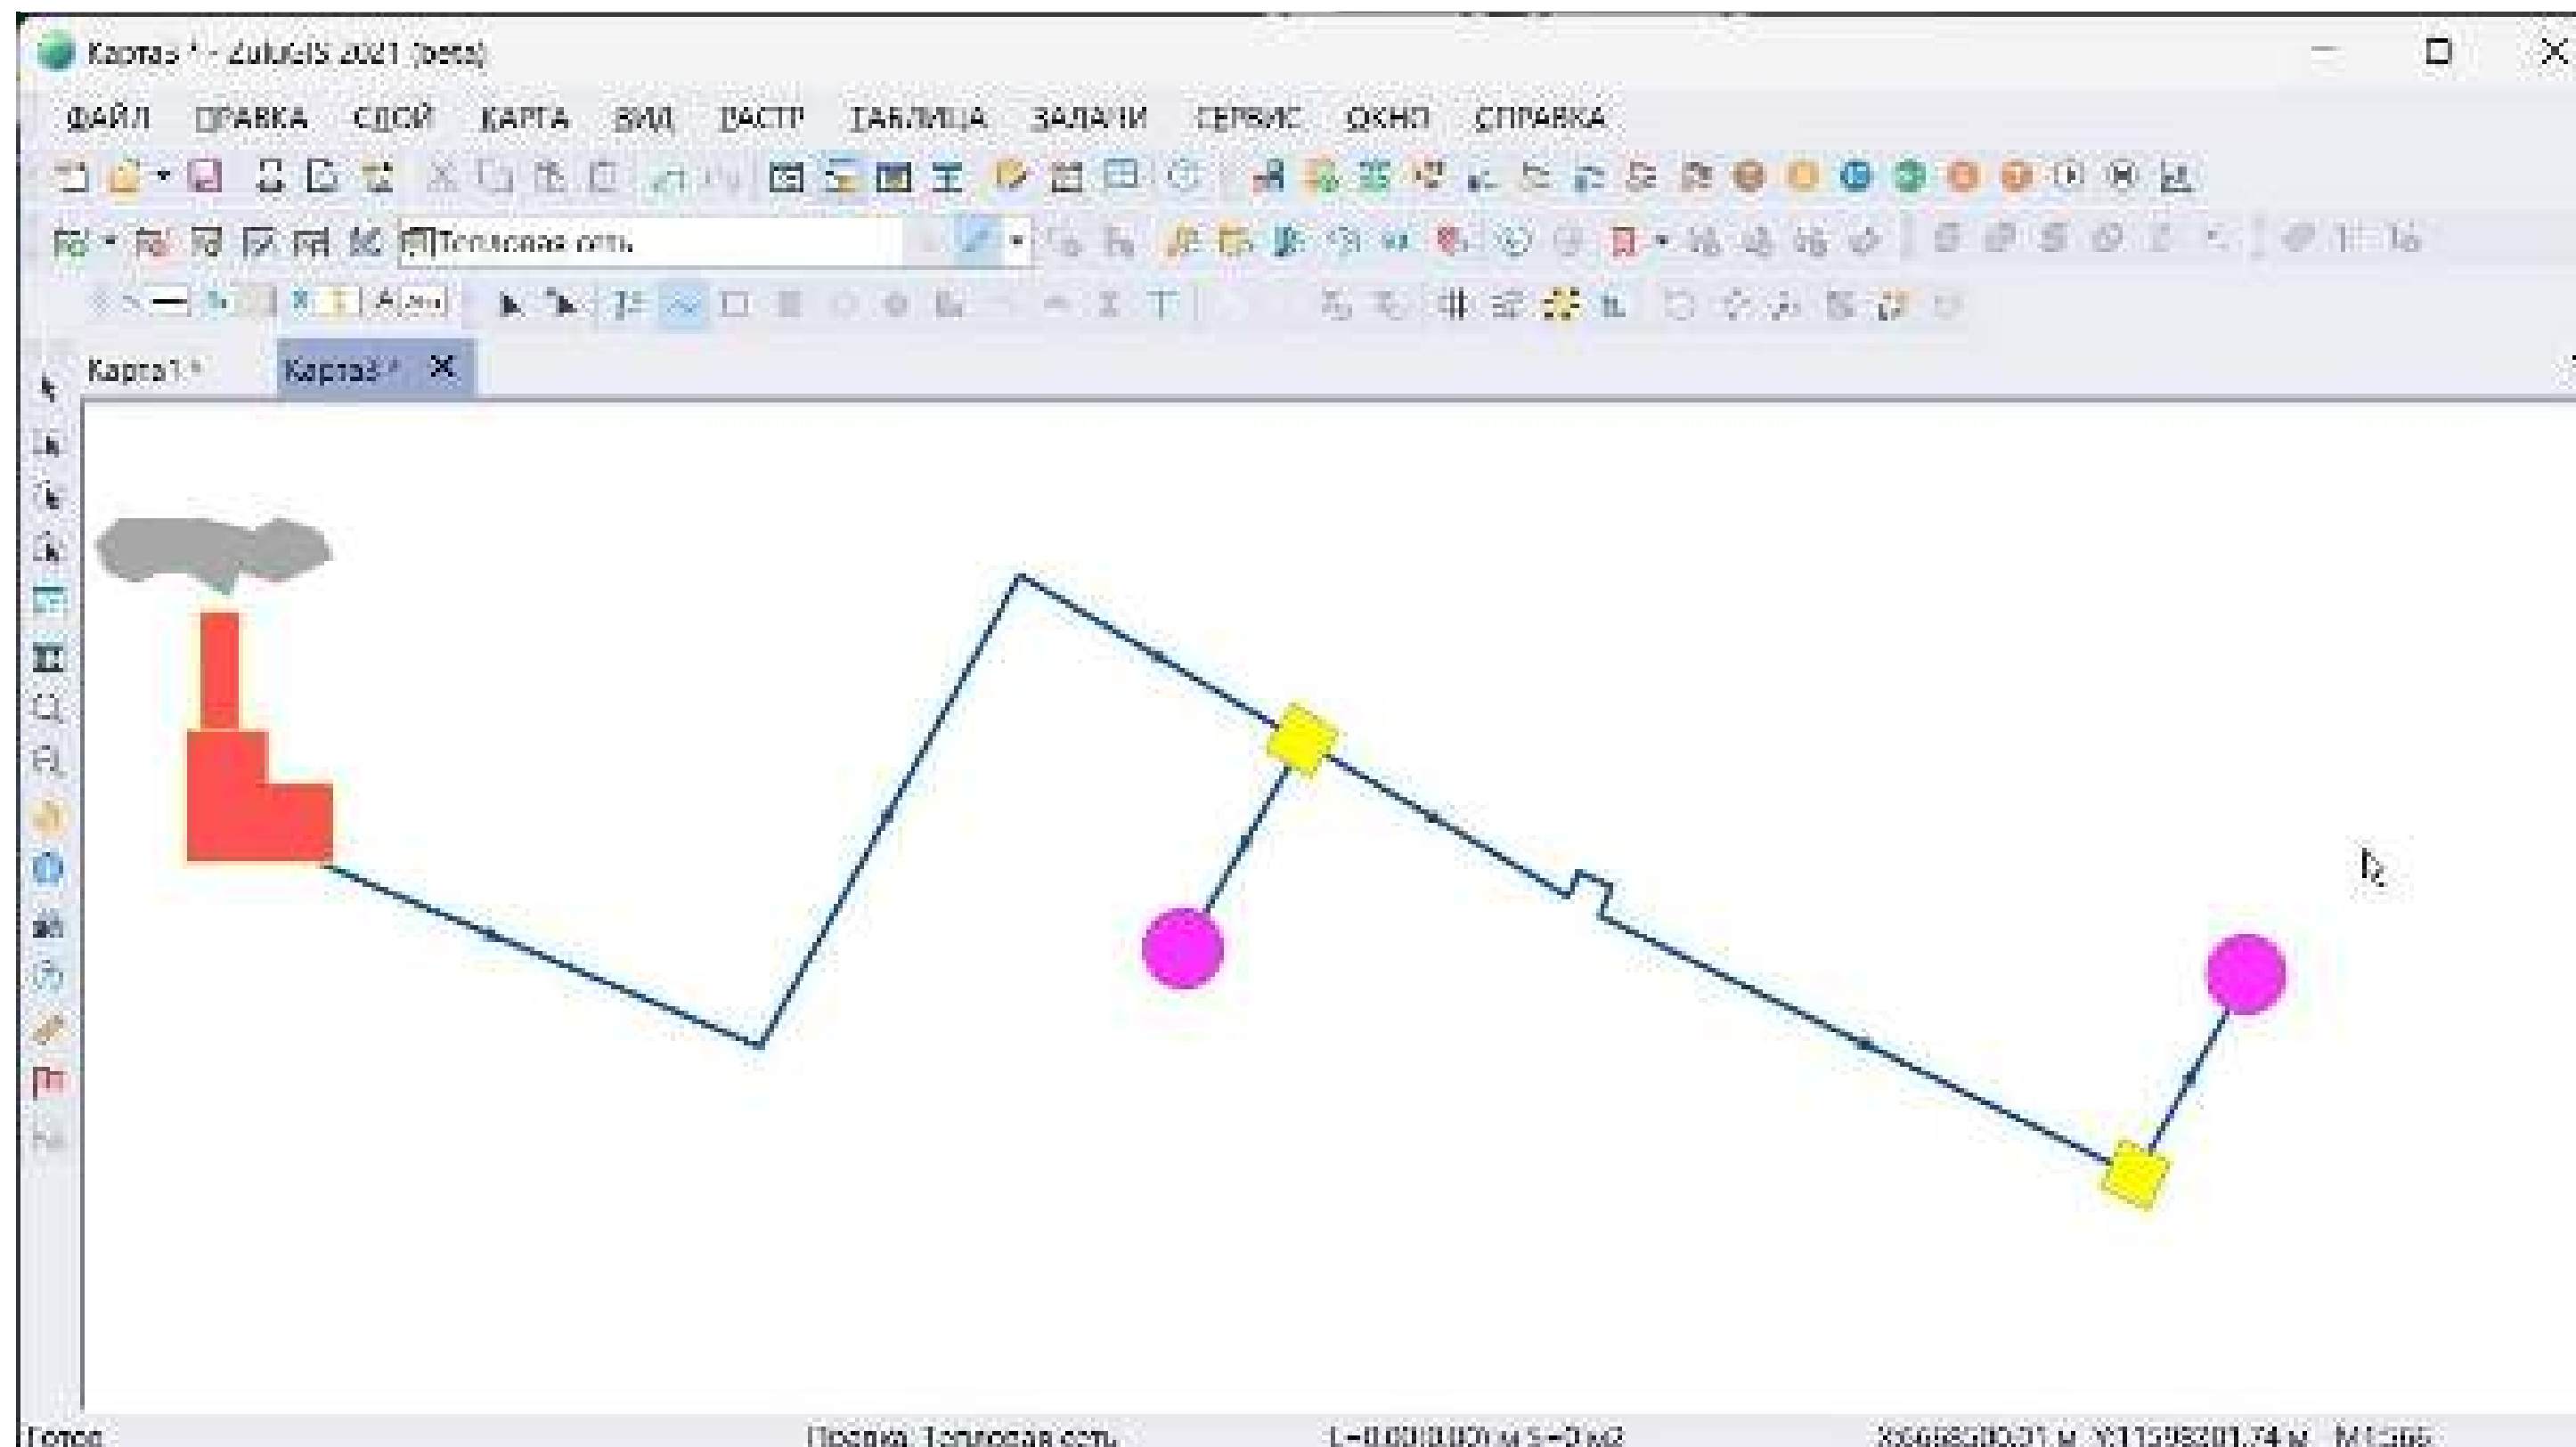 Карта3 * - ZuluGIS 2021 (beta)
ФАЙЛ ПРАВКА СЛОЙ КАРТА ВИД РАСТР ТАБЛИЦА ЗАДАЧИ СЕРВИС ОКНО СПРАВКА
Тепловая сеть
Карта1 * Карта3 *
Готов Правка: Тепловая сеть